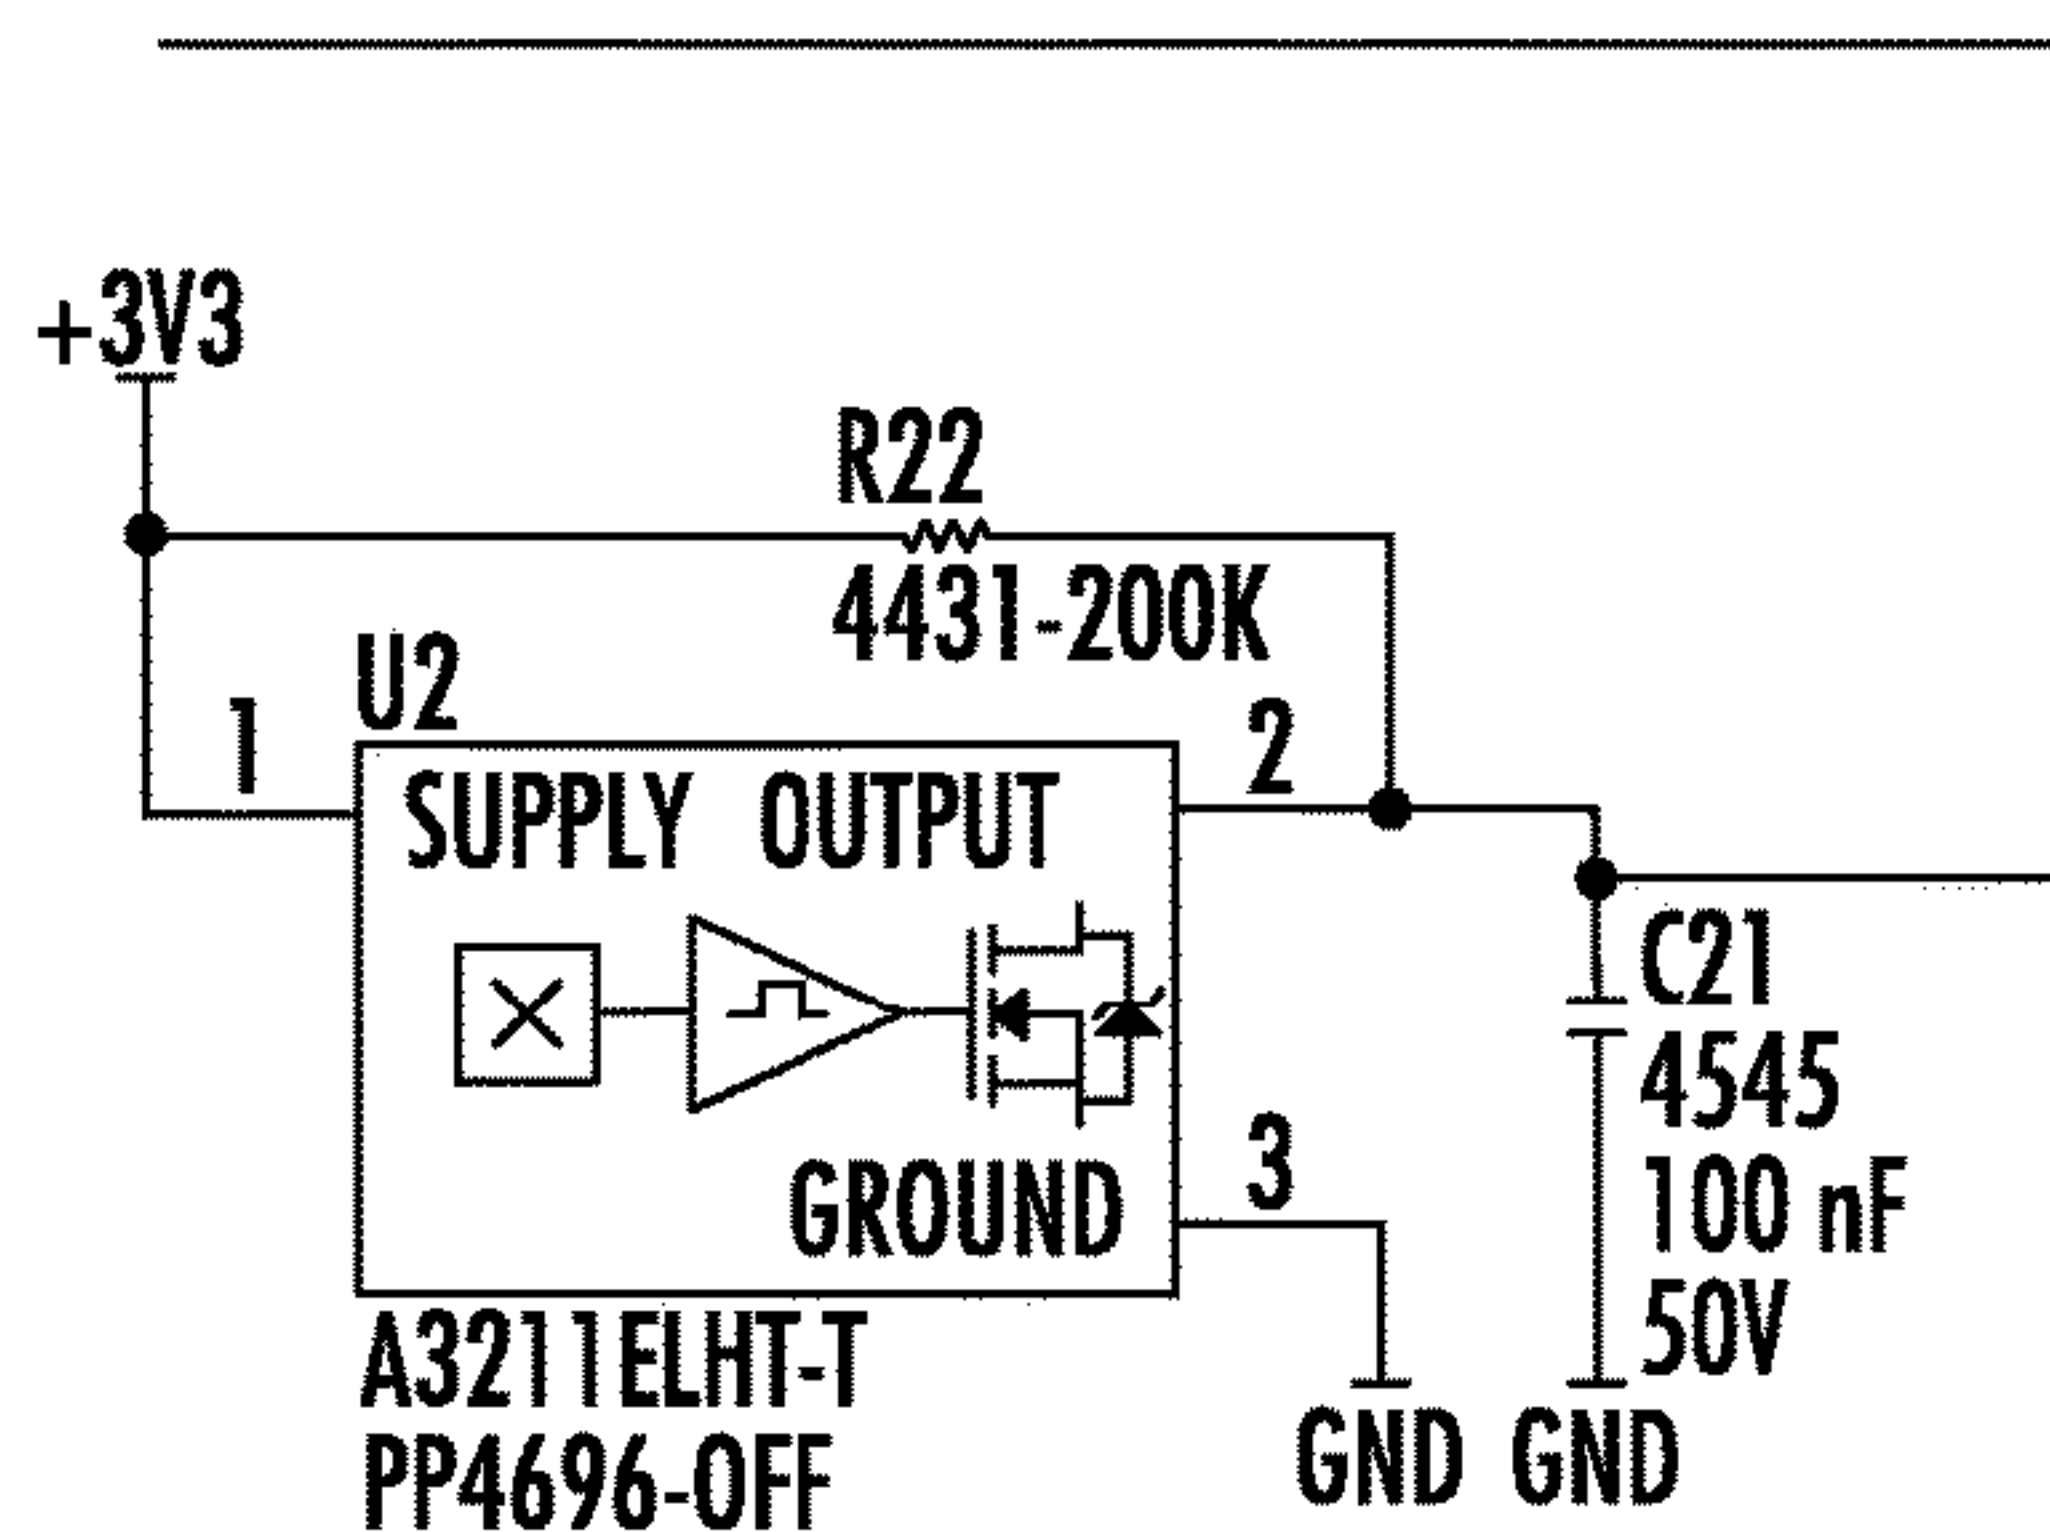 +3V3
R22
4431-200K
U2
1
2
SUPPLY OUTPUT
C21
4545
100 nF
50V
3
GROUND
A3211ELHT-T
PP4696-OFF
GND GND